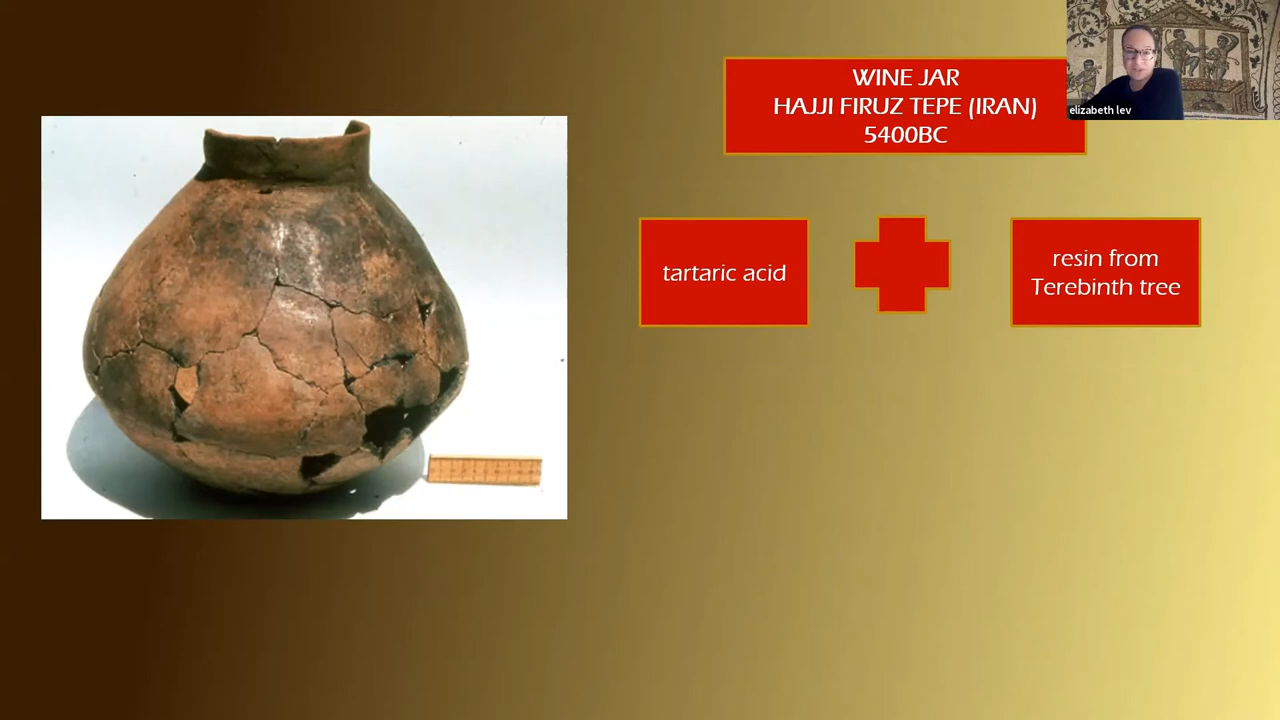 WINE JAR
HAJJI FIRUZ TEPE (IRAN)
5400BC
elizabeth lev
tartaric acid
resin from
Terebinth tree